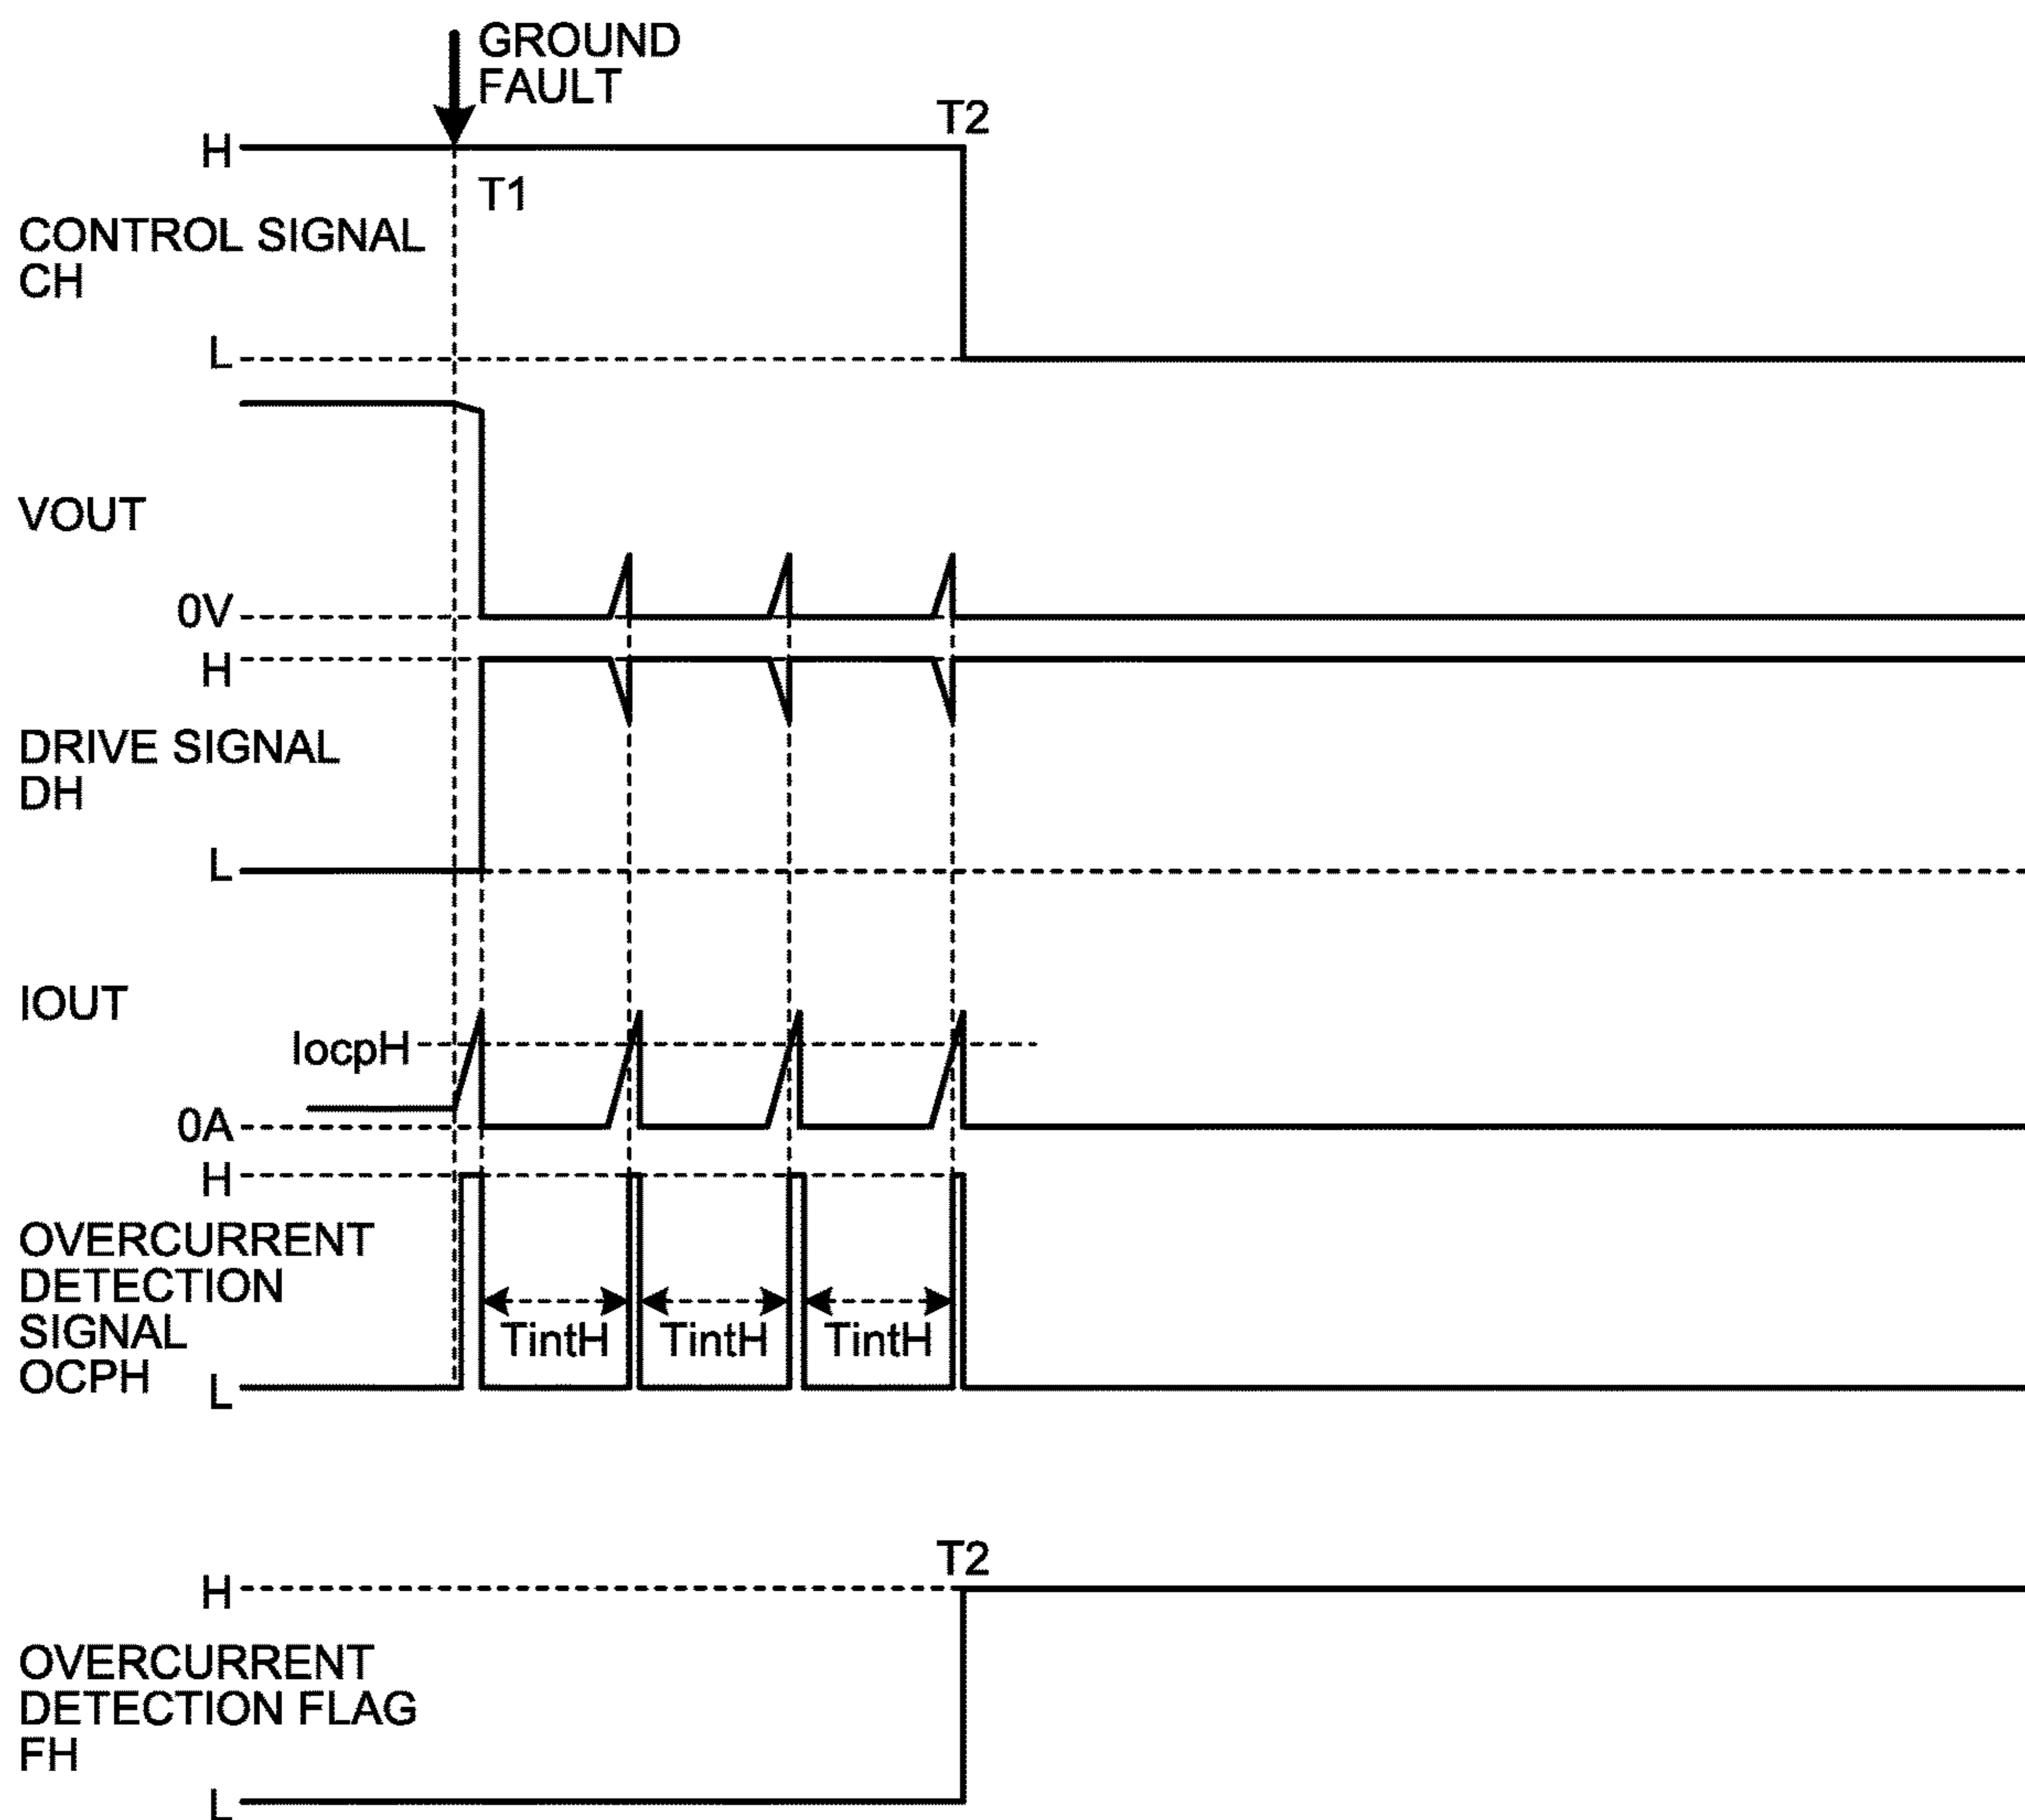 GROUND
FAULT
T2
H
T1
CONTROL SIGNAL
CH
L
VOUT
0V
H
DRIVE SIGNAL
DH
L
IOUT
IocpH
0A
H
OVERCURRENT
DETECTION
SIGNAL
OCPH
TintH TintH TintH
L
T2
H
OVERCURRENT
DETECTION FLAG
FH
L